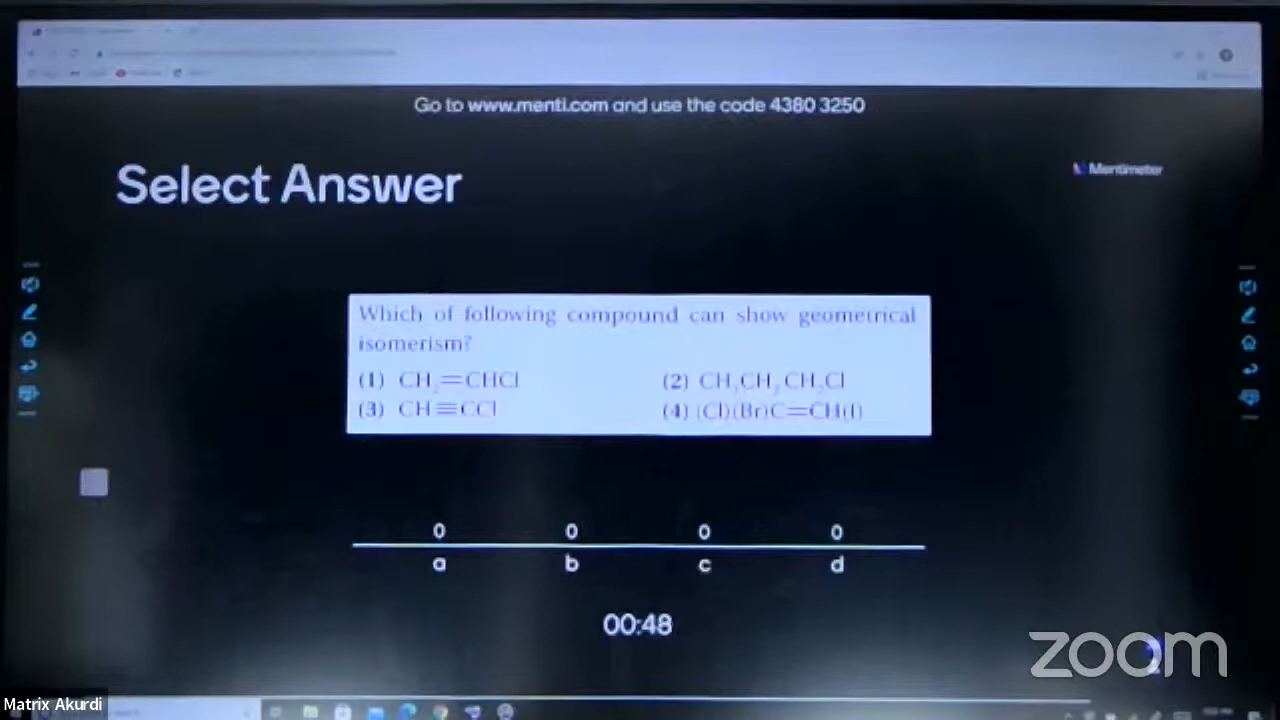 Go to www.menti.com and use the code 4380 3250
Select Answer
Mentimeter
Which of following compound can show geometrical
isomerism?
(1) CH₂=CHCl (2) CH₃CH₂CH₂Cl
(3) CH≡CCl (4) (Cl)(Br)C=CH(I)
0 0 0 0
a b c d
00:48
zoom
Matrix Akurdi